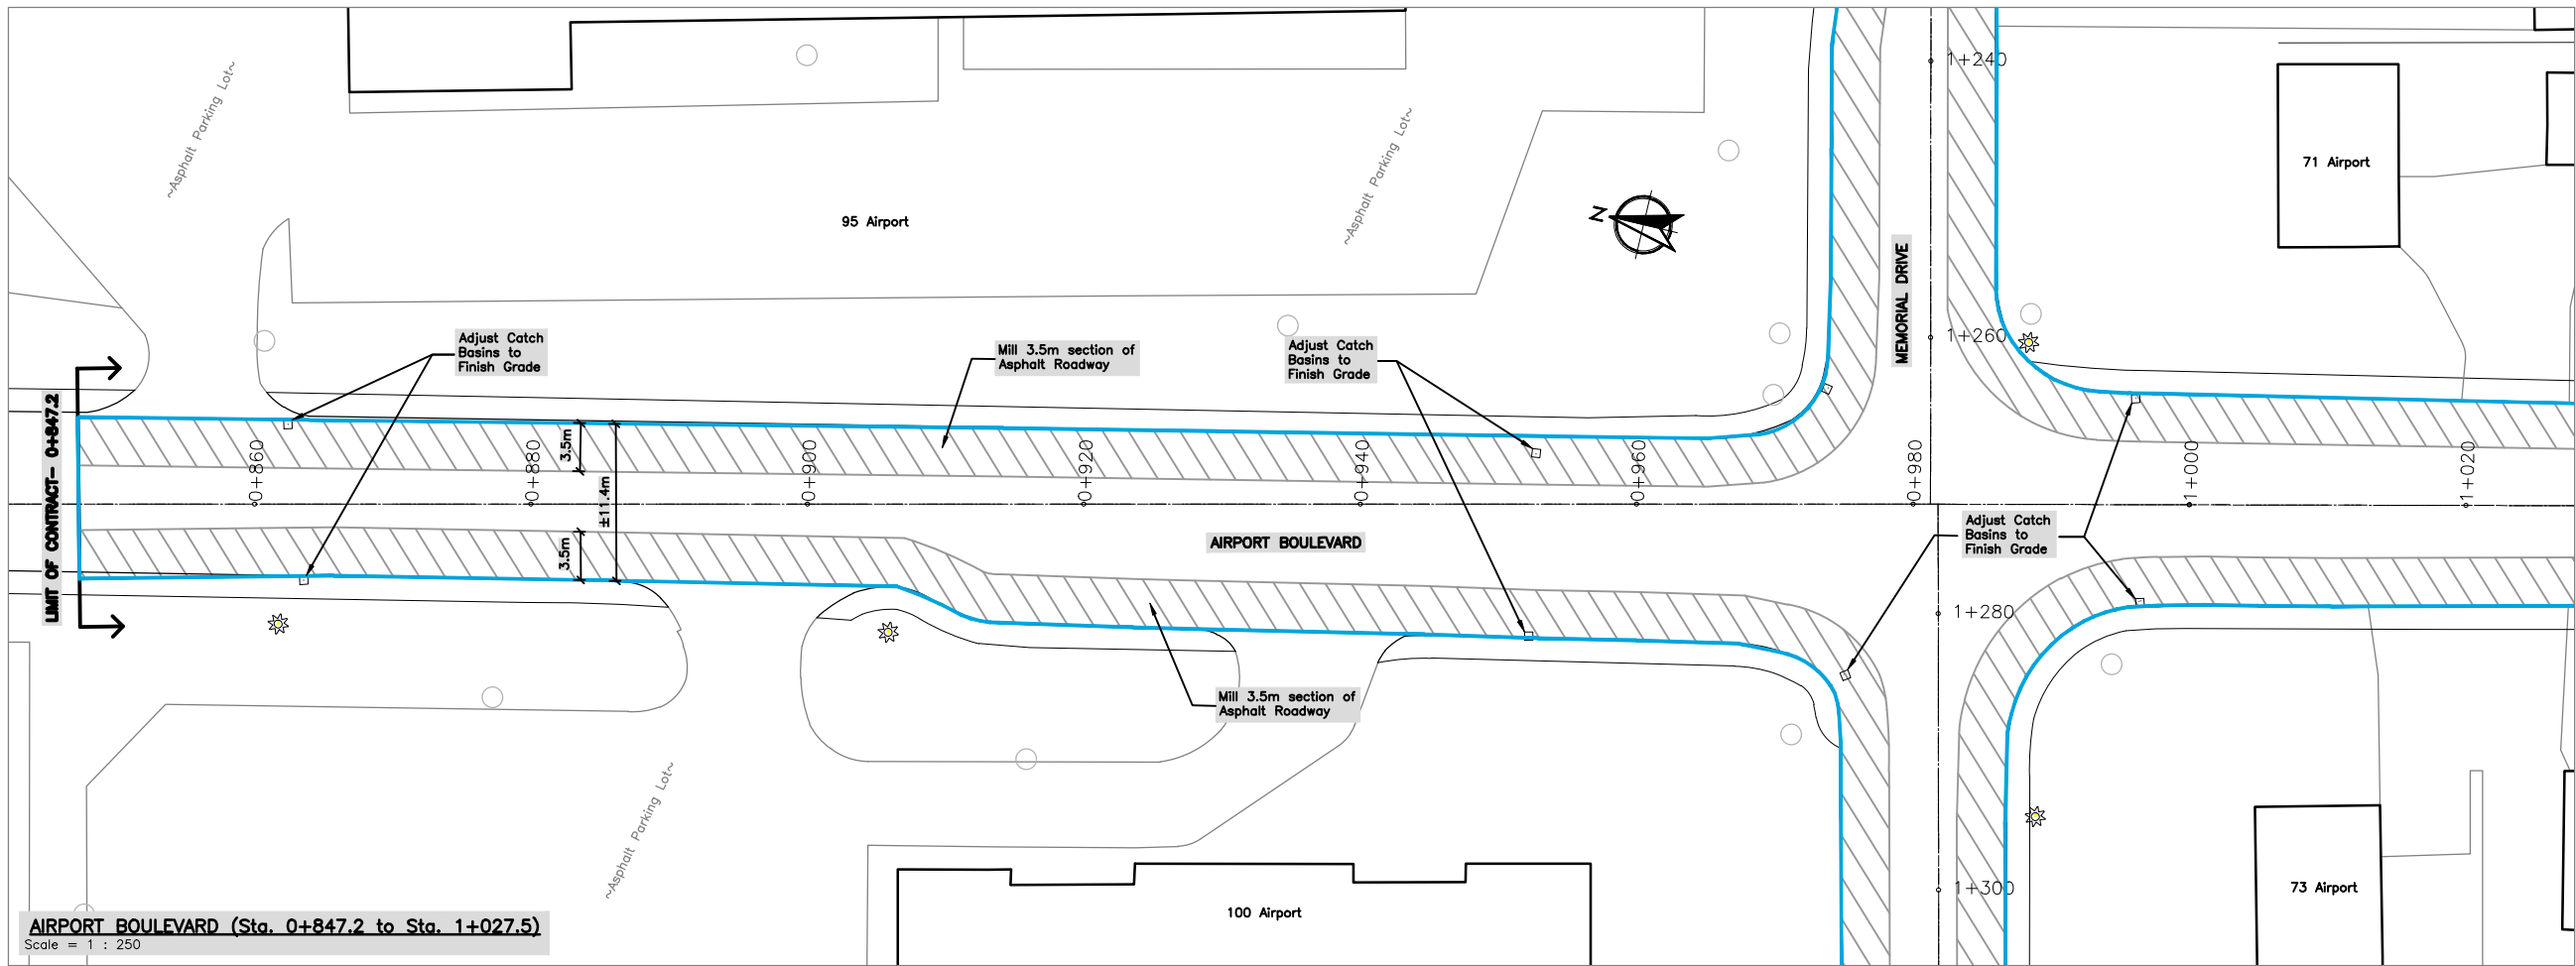 1+240
~Asphalt Parking Lot~
~Asphalt Parking Lot~
71 Airport
95 Airport
N
MEMORIAL DRIVE
1+260
Adjust Catch
Basins to
Finish Grade
Mill 3.5m section of
Asphalt Roadway
Adjust Catch
Basins to
Finish Grade
LIMIT OF CONTRACT- 0+847.2
3.5m
±11.4m
3.5m
0+860
0+880
0+900
0+920
0+940
0+960
0+980
1+000
1+020
AIRPORT BOULEVARD
Adjust Catch
Basins to
Finish Grade
1+280
Mill 3.5m section of
Asphalt Roadway
~Asphalt Parking Lot~
100 Airport
73 Airport
1+300
AIRPORT BOULEVARD (Sta. 0+847.2 to Sta. 1+027.5)
Scale = 1 : 250